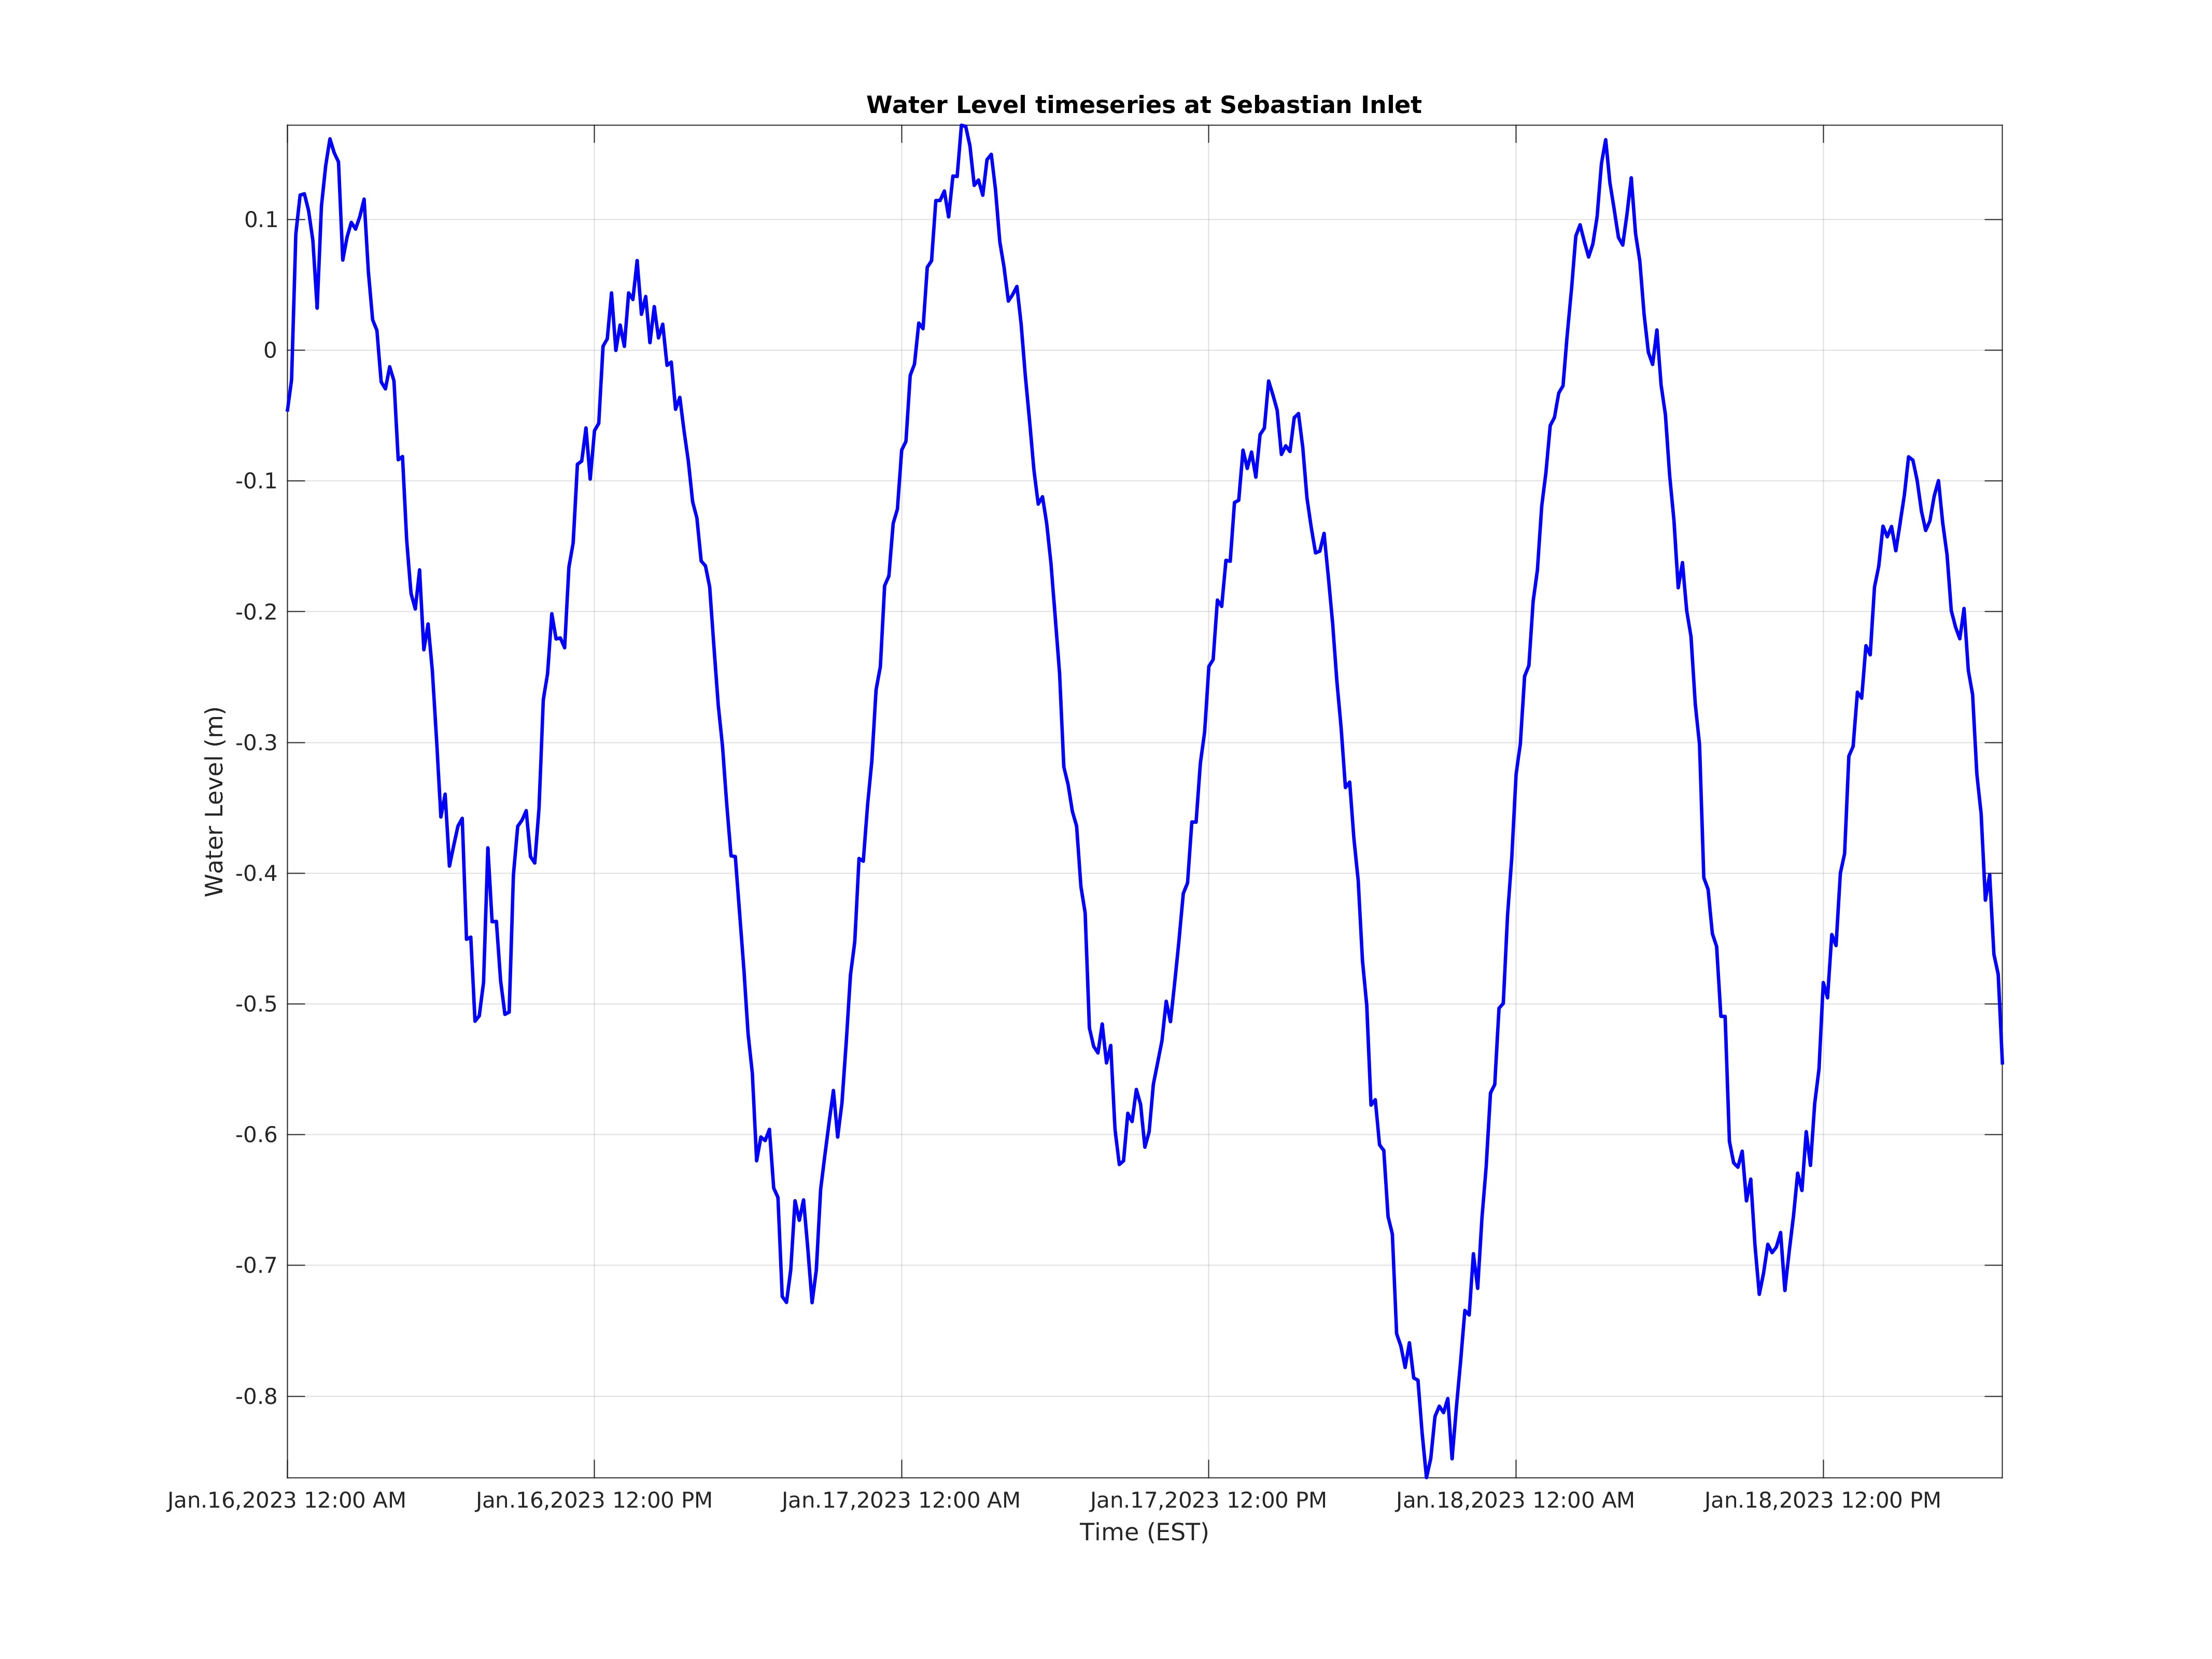 Water Level timeseries at Sebastian Inlet
0.1
0
-0.1
-0.2
-0.3
-0.4
-0.5
-0.6
-0.7
-0.8
Water Level (m)
Jan.16,2023 12:00 AM Jan.16,2023 12:00 PM Jan.17,2023 12:00 AM Jan.17,2023 12:00 PM Jan.18,2023 12:00 AM Jan.18,2023 12:00 PM
Time (EST)